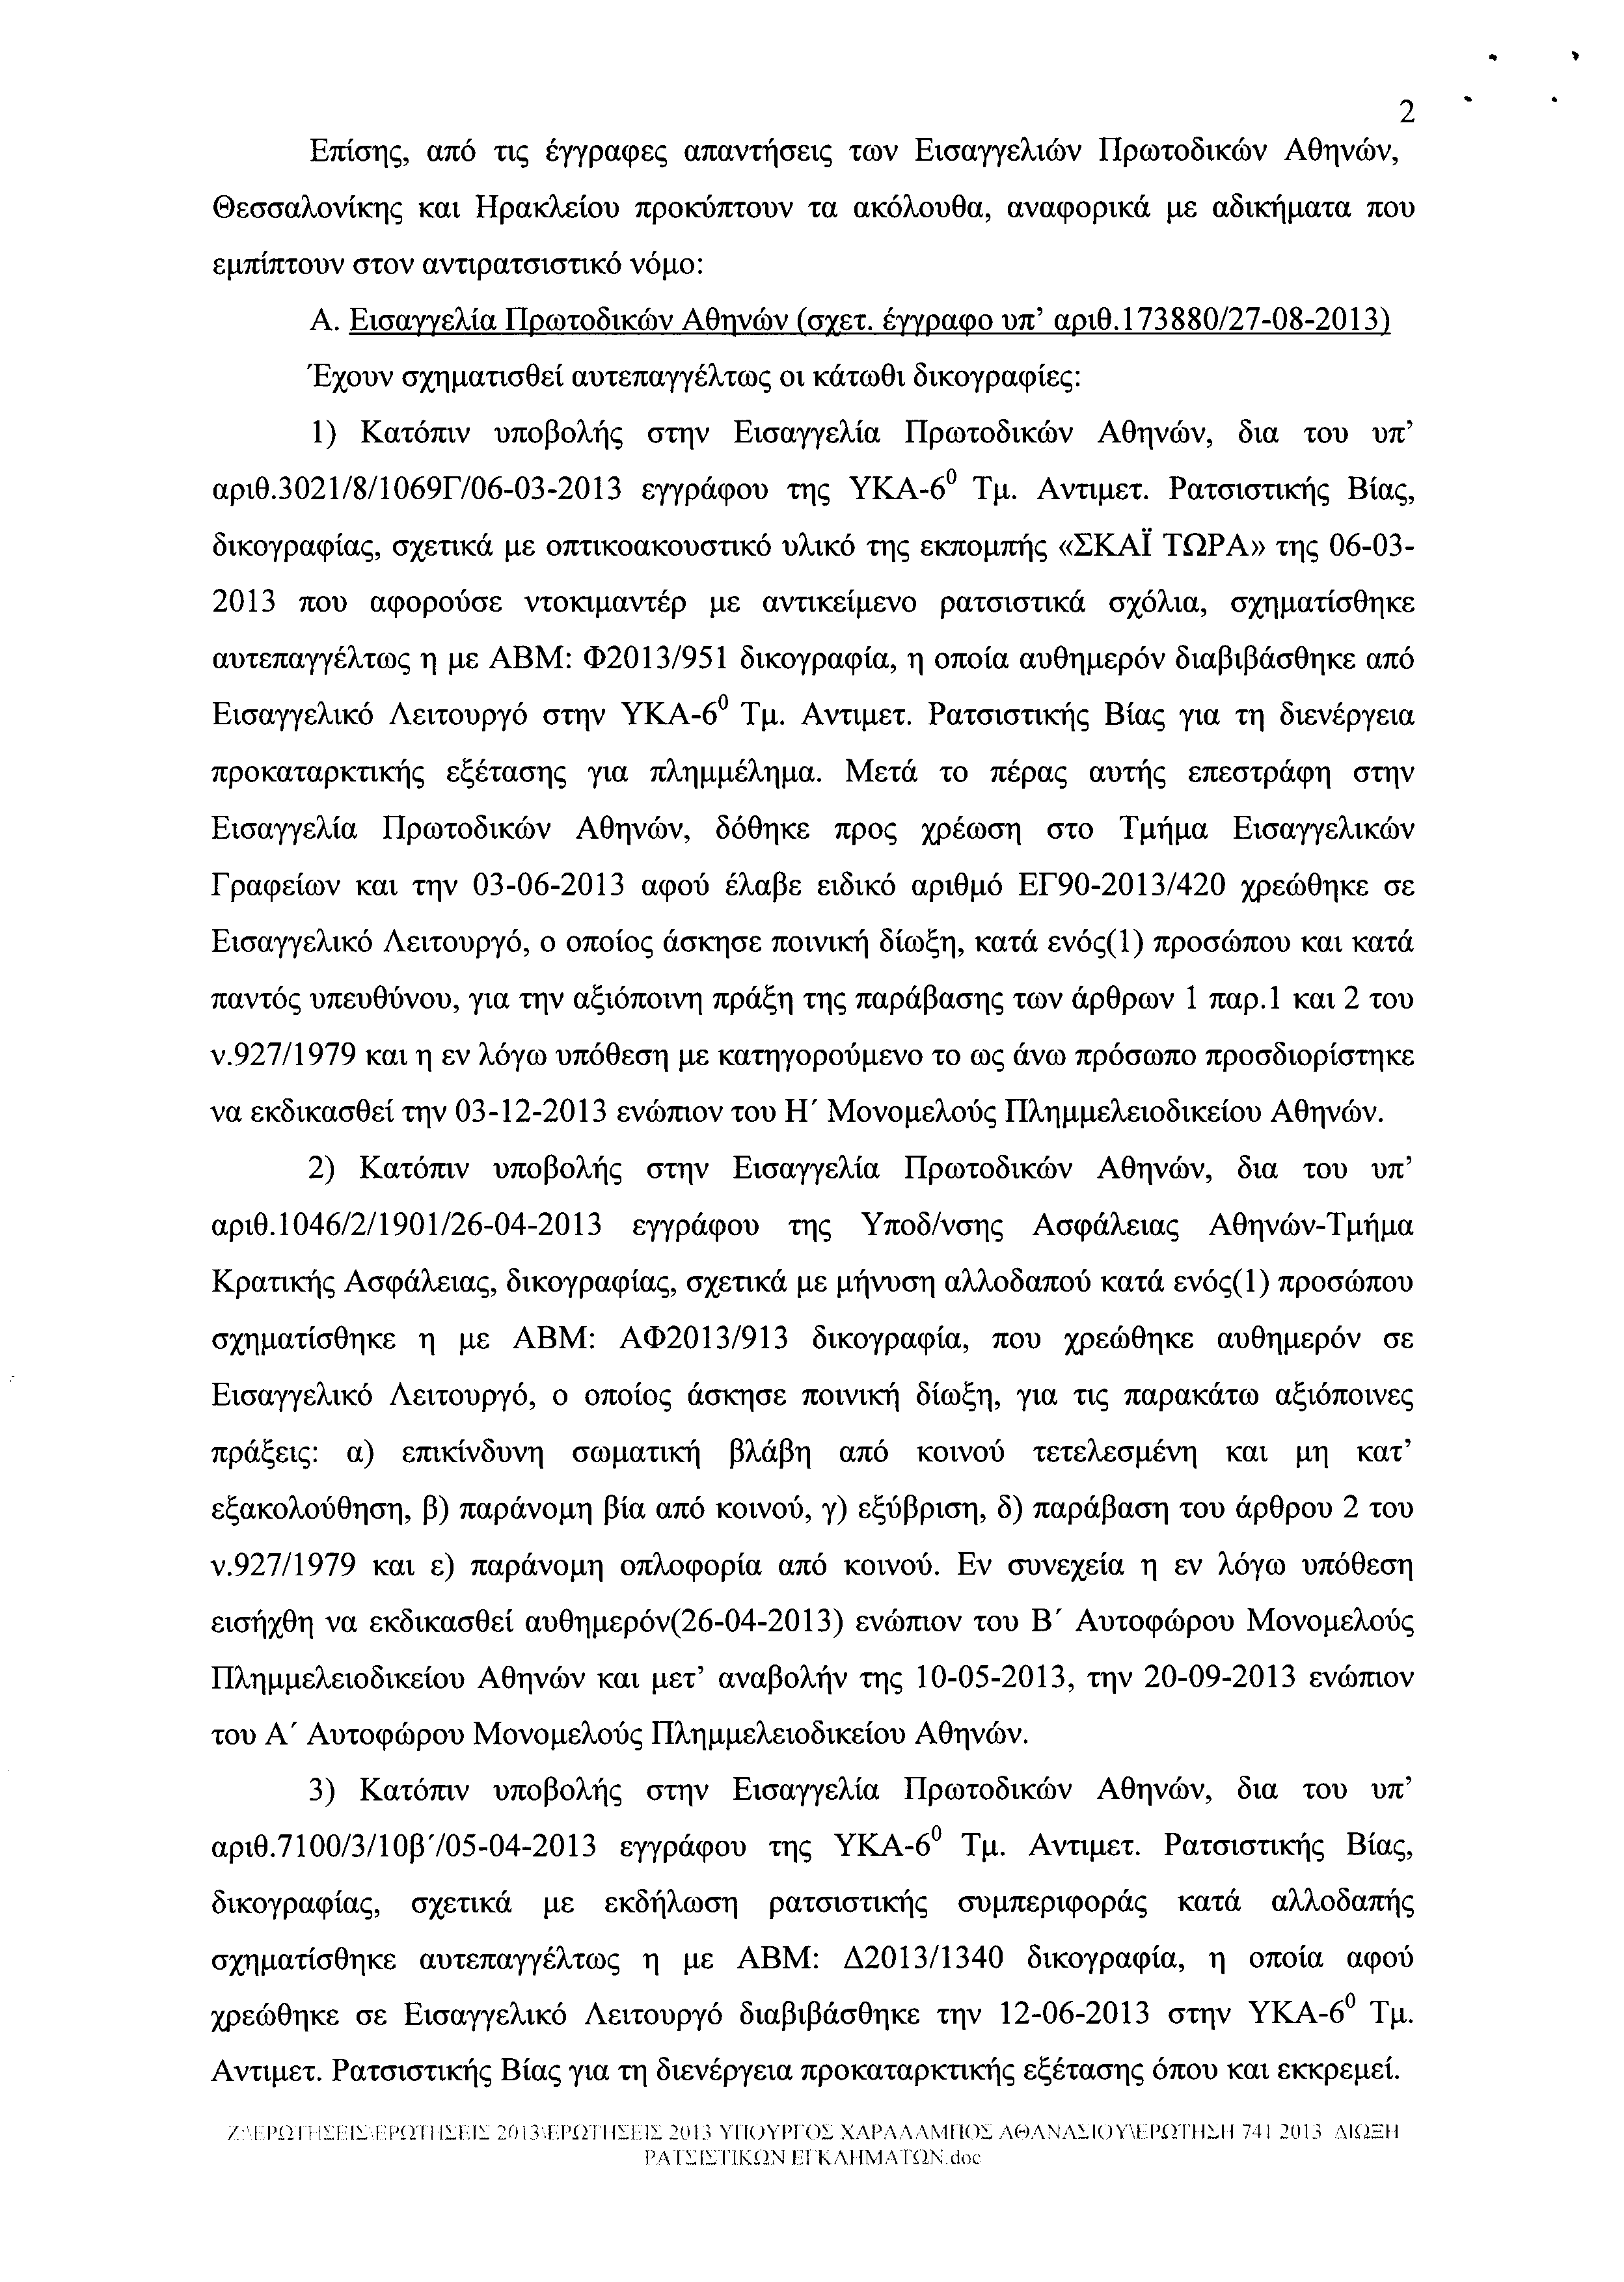 2
Επίσης, από τις έγγραφες απαντήσεις των Εισαγγελιών Πρωτοδικών Αθηνών,
Θεσσαλονίκης και Ηρακλείου προκύπτουν τα ακόλουθα, αναφορικά με αδικήματα που
εμπίπτουν στον αντιρατσιστικό νόμο:
Α. Εισαγγελία Πρωτοδικών Αθηνών (σχετ. έγγραφο υπ’ αριθ.173880/27-08-2013)
Έχουν σχηματισθεί αυτεπαγγέλτως οι κάτωθι δικογραφίες:
1) Κατόπιν υποβολής στην Εισαγγελία Πρωτοδικών Αθηνών, δια του υπ’
αριθ.3021/8/1069Γ/06-03-2013 εγγράφου της ΥΚΑ-6⁰ Τμ. Αντιμετ. Ρατσιστικής Βίας,
δικογραφίας, σχετικά με οπτικοακουστικό υλικό της εκπομπής «ΣΚΑΪ ΤΩΡΑ» της 06-03-
2013 που αφορούσε ντοκιμαντέρ με αντικείμενο ρατσιστικά σχόλια, σχηματίσθηκε
αυτεπαγγέλτως η με ΑΒΜ: Φ2013/951 δικογραφία, η οποία αυθημερόν διαβιβάσθηκε από
Εισαγγελικό Λειτουργό στην ΥΚΑ-6⁰ Τμ. Αντιμετ. Ρατσιστικής Βίας για τη διενέργεια
προκαταρκτικής εξέτασης για πλημμέλημα. Μετά το πέρας αυτής επεστράφη στην
Εισαγγελία Πρωτοδικών Αθηνών, δόθηκε προς χρέωση στο Τμήμα Εισαγγελικών
Γραφείων και την 03-06-2013 αφού έλαβε ειδικό αριθμό ΕΓ90-2013/420 χρεώθηκε σε
Εισαγγελικό Λειτουργό, ο οποίος άσκησε ποινική δίωξη, κατά ενός(1) προσώπου και κατά
παντός υπευθύνου, για την αξιόποινη πράξη της παράβασης των άρθρων 1 παρ.1 και 2 του
ν.927/1979 και η εν λόγω υπόθεση με κατηγορούμενο το ως άνω πρόσωπο προσδιορίστηκε
να εκδικασθεί την 03-12-2013 ενώπιον του Η΄ Μονομελούς Πλημμελειοδικείου Αθηνών.
2) Κατόπιν υποβολής στην Εισαγγελία Πρωτοδικών Αθηνών, δια του υπ’
αριθ.1046/2/1901/26-04-2013 εγγράφου της Υποδ/νσης Ασφάλειας Αθηνών-Τμήμα
Κρατικής Ασφάλειας, δικογραφίας, σχετικά με μήνυση αλλοδαπού κατά ενός(1) προσώπου
σχηματίσθηκε η με ΑΒΜ: ΑΦ2013/913 δικογραφία, που χρεώθηκε αυθημερόν σε
Εισαγγελικό Λειτουργό, ο οποίος άσκησε ποινική δίωξη, για τις παρακάτω αξιόποινες
πράξεις: α) επικίνδυνη σωματική βλάβη από κοινού τετελεσμένη και μη κατ’
εξακολούθηση, β) παράνομη βία από κοινού, γ) εξύβριση, δ) παράβαση του άρθρου 2 του
ν.927/1979 και ε) παράνομη οπλοφορία από κοινού. Εν συνεχεία η εν λόγω υπόθεση
εισήχθη να εκδικασθεί αυθημερόν(26-04-2013) ενώπιον του Β΄ Αυτοφώρου Μονομελούς
Πλημμελειοδικείου Αθηνών και μετ’ αναβολήν της 10-05-2013, την 20-09-2013 ενώπιον
του Α΄ Αυτοφώρου Μονομελούς Πλημμελειοδικείου Αθηνών.
3) Κατόπιν υποβολής στην Εισαγγελία Πρωτοδικών Αθηνών, δια του υπ’
αριθ.7100/3/10β΄/05-04-2013 εγγράφου της ΥΚΑ-6⁰ Τμ. Αντιμετ. Ρατσιστικής Βίας,
δικογραφίας, σχετικά με εκδήλωση ρατσιστικής συμπεριφοράς κατά αλλοδαπής
σχηματίσθηκε αυτεπαγγέλτως η με ΑΒΜ: Δ2013/1340 δικογραφία, η οποία αφού
χρεώθηκε σε Εισαγγελικό Λειτουργό διαβιβάσθηκε την 12-06-2013 στην ΥΚΑ-6⁰ Τμ.
Αντιμετ. Ρατσιστικής Βίας για τη διενέργεια προκαταρκτικής εξέτασης όπου και εκκρεμεί.
Ζ:\ΕΡΩΤΗΣΕΙΣ\ΕΡΩΤΗΣΕΙΣ 2013\ΕΡΩΤΗΣΕΙΣ 2013 ΥΠΟΥΡΓΟΣ ΧΑΡΑΛΑΜΠΟΣ ΑΘΑΝΑΣΙΟΥ\ΕΡΩΤΗΣΗ 741 2013 ΔΙΩΞΗ
ΡΑΤΣΙΣΤΙΚΩΝ ΕΓΚΛΗΜΑΤΩΝ.doc